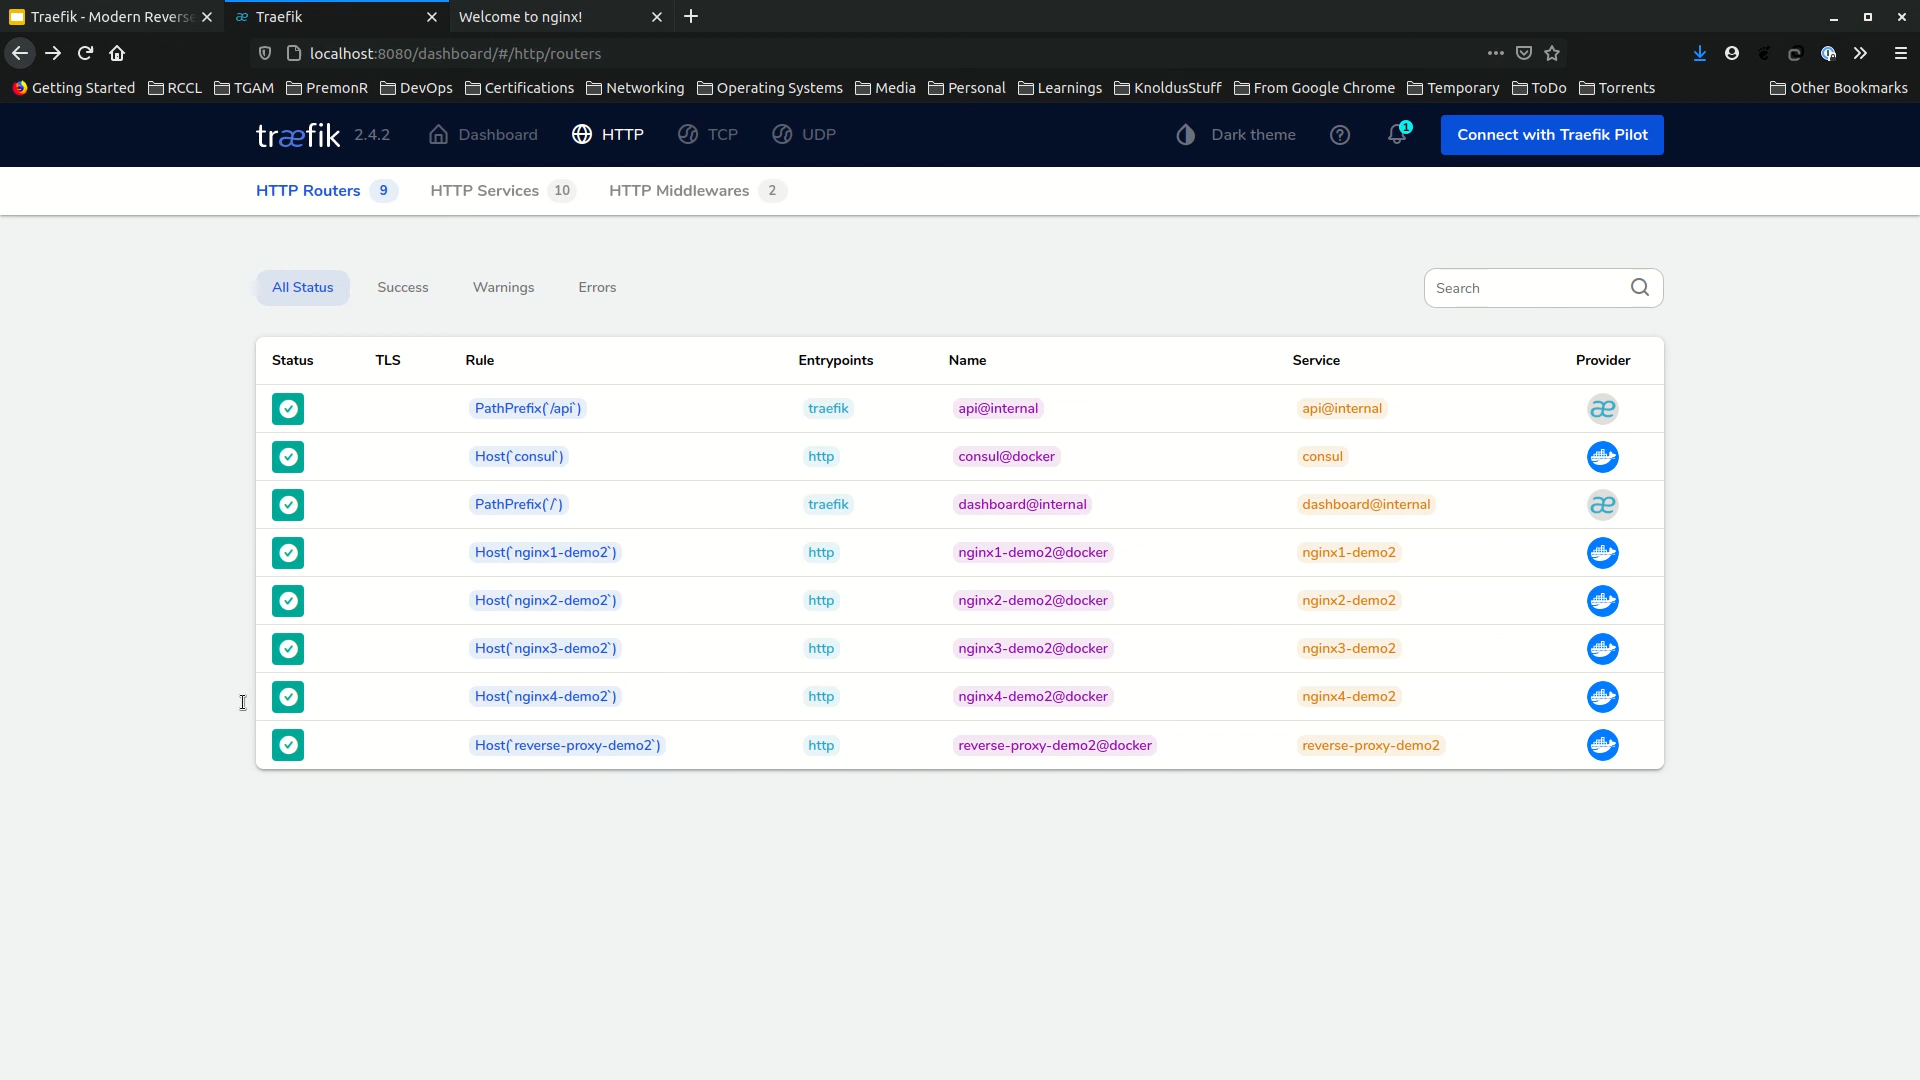 Traefik - Modern Reverse Traefik Welcome to nginx!
localhost:8080/dashboard/#/http/routers
Getting Started RCCL TGAM PremonR DevOps Certifications Networking Operating Systems Media Personal Learnings KnoldusStuff From Google Chrome Temporary ToDo Torrents Other Bookmarks
træfik 2.4.2 Dashboard HTTP TCP UDP Dark theme 1 Connect with Traefik Pilot
HTTP Routers 9 HTTP Services 10 HTTP Middlewares 2
All Status Success Warnings Errors Search
Status TLS Rule Entrypoints Name Service Provider
PathPrefix(`/api`) traefik api@internal api@internal
Host(`consul`) http consul@docker consul
PathPrefix(`/`) traefik dashboard@internal dashboard@internal
Host(`nginx1-demo2`) http nginx1-demo2@docker nginx1-demo2
Host(`nginx2-demo2`) http nginx2-demo2@docker nginx2-demo2
Host(`nginx3-demo2`) http nginx3-demo2@docker nginx3-demo2
Host(`nginx4-demo2`) http nginx4-demo2@docker nginx4-demo2
Host(`reverse-proxy-demo2`) http reverse-proxy-demo2@docker reverse-proxy-demo2